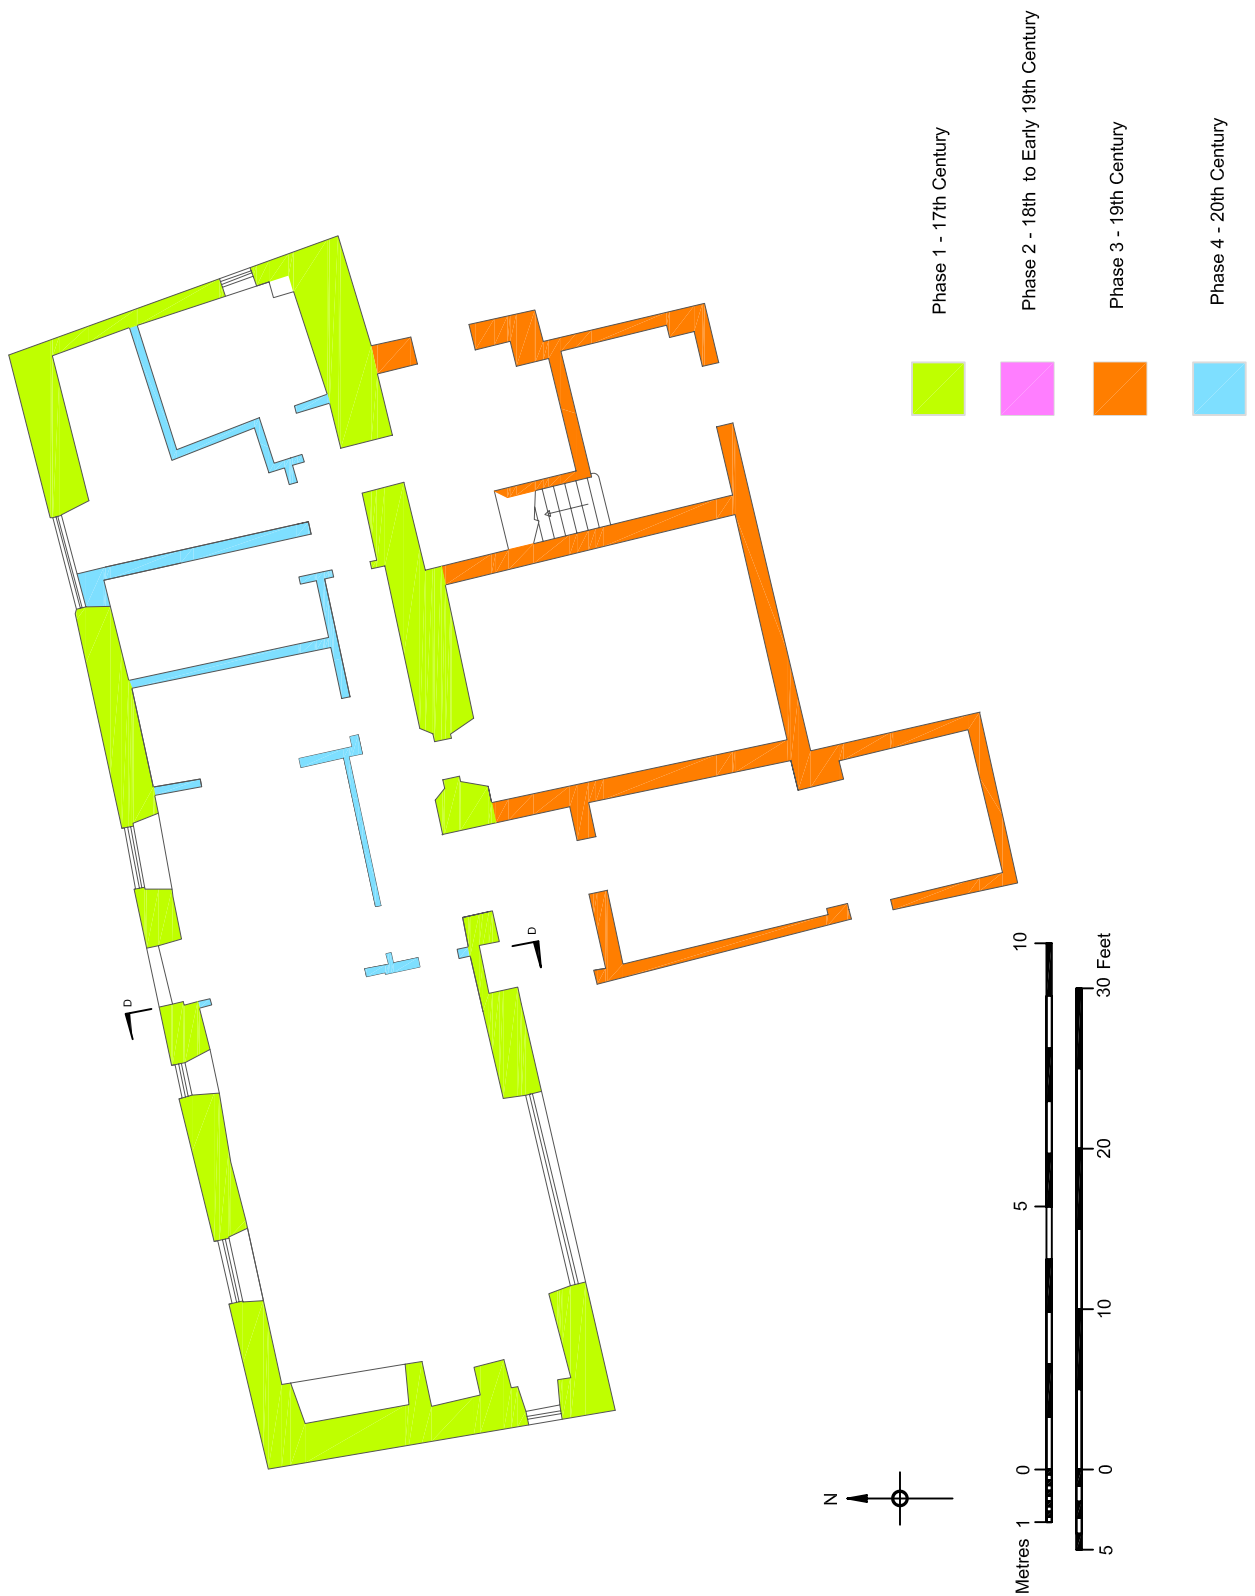 Phase 1 - 17th Century
Phase 2 - 18th to Early 19th Century
Phase 3 - 19th Century
Phase 4 - 20th Century
D
D
N
Metres 1 0 5 10
5 0 10 20 30 Feet